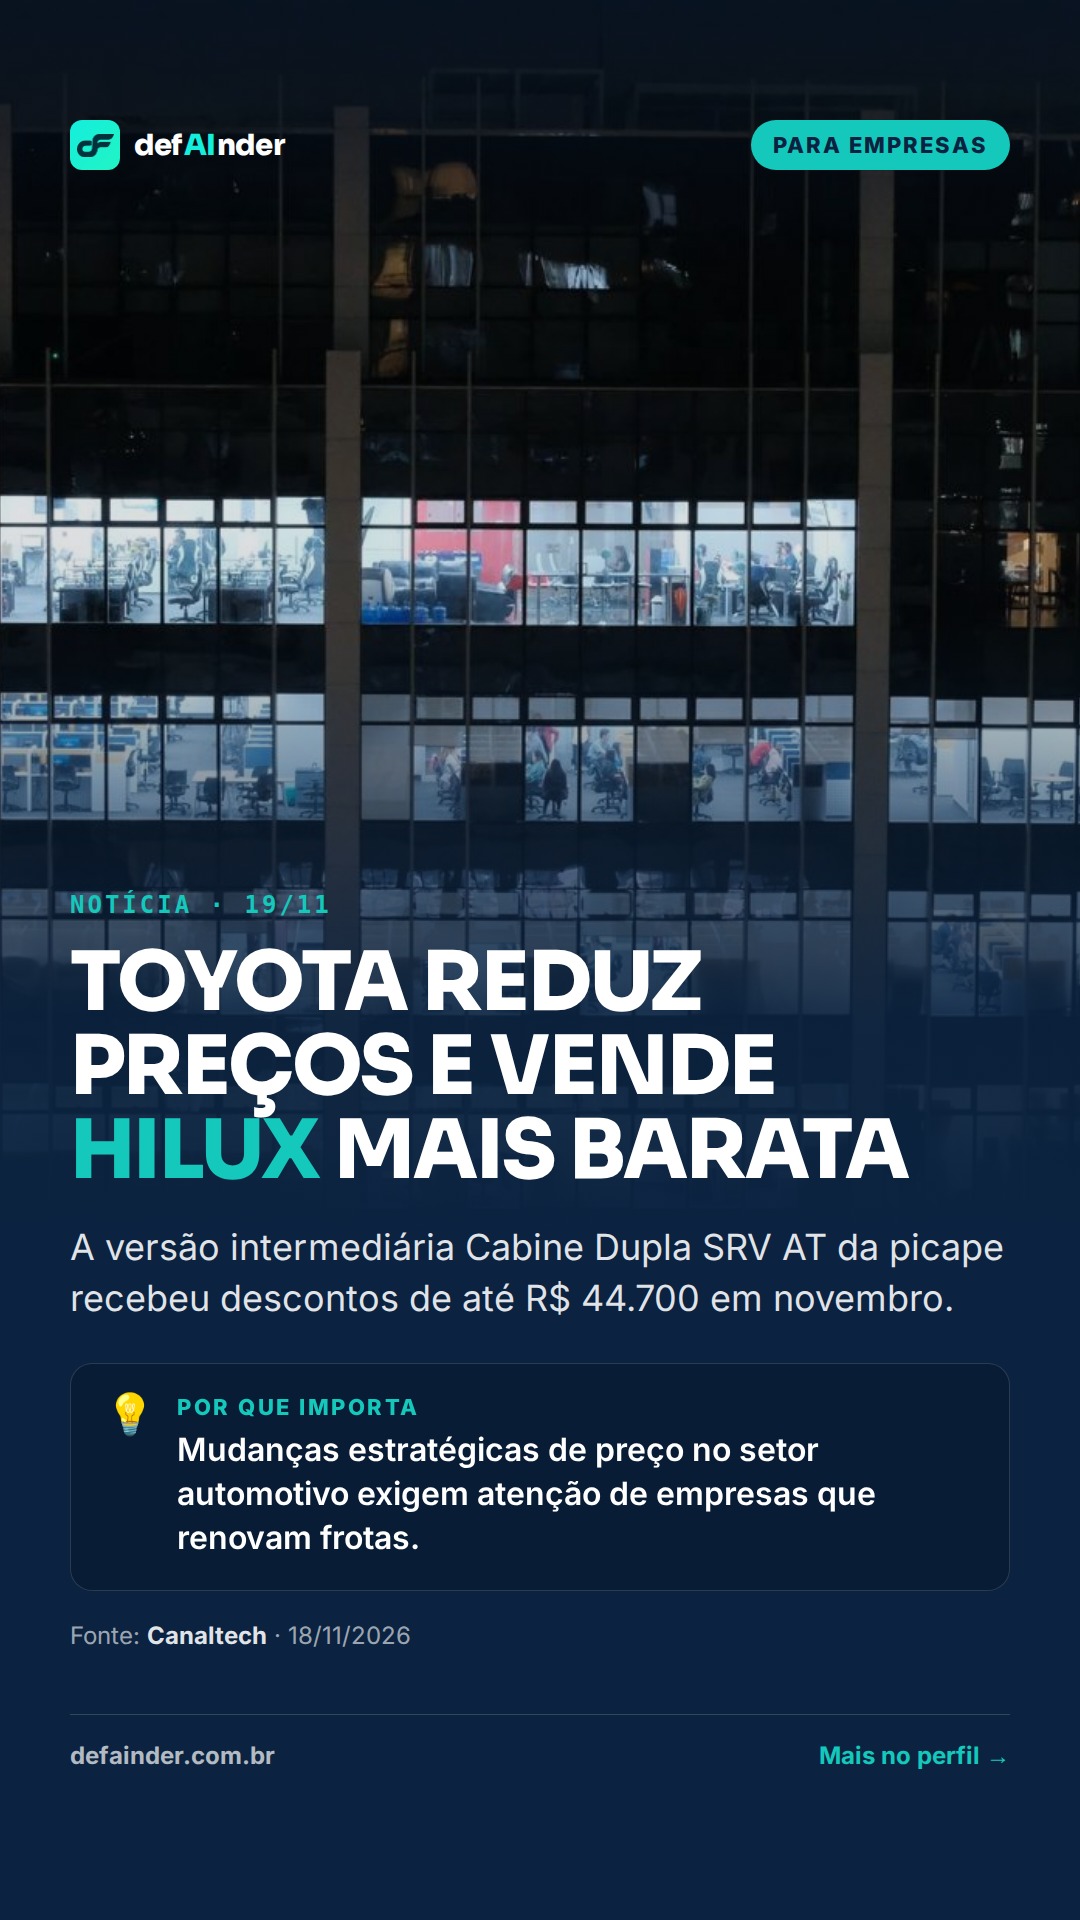 defAInder
PARA EMPRESAS
NOTÍCIA · 19/11
TOYOTA REDUZ
PREÇOS E VENDE
HILUX MAIS BARATA
A versão intermediária Cabine Dupla SRV AT da picape
recebeu descontos de até R$ 44.700 em novembro.
POR QUE IMPORTA
Mudanças estratégicas de preço no setor
automotivo exigem atenção de empresas que
renovam frotas.
Fonte: Canaltech · 18/11/2026
defainder.com.br
Mais no perfil →